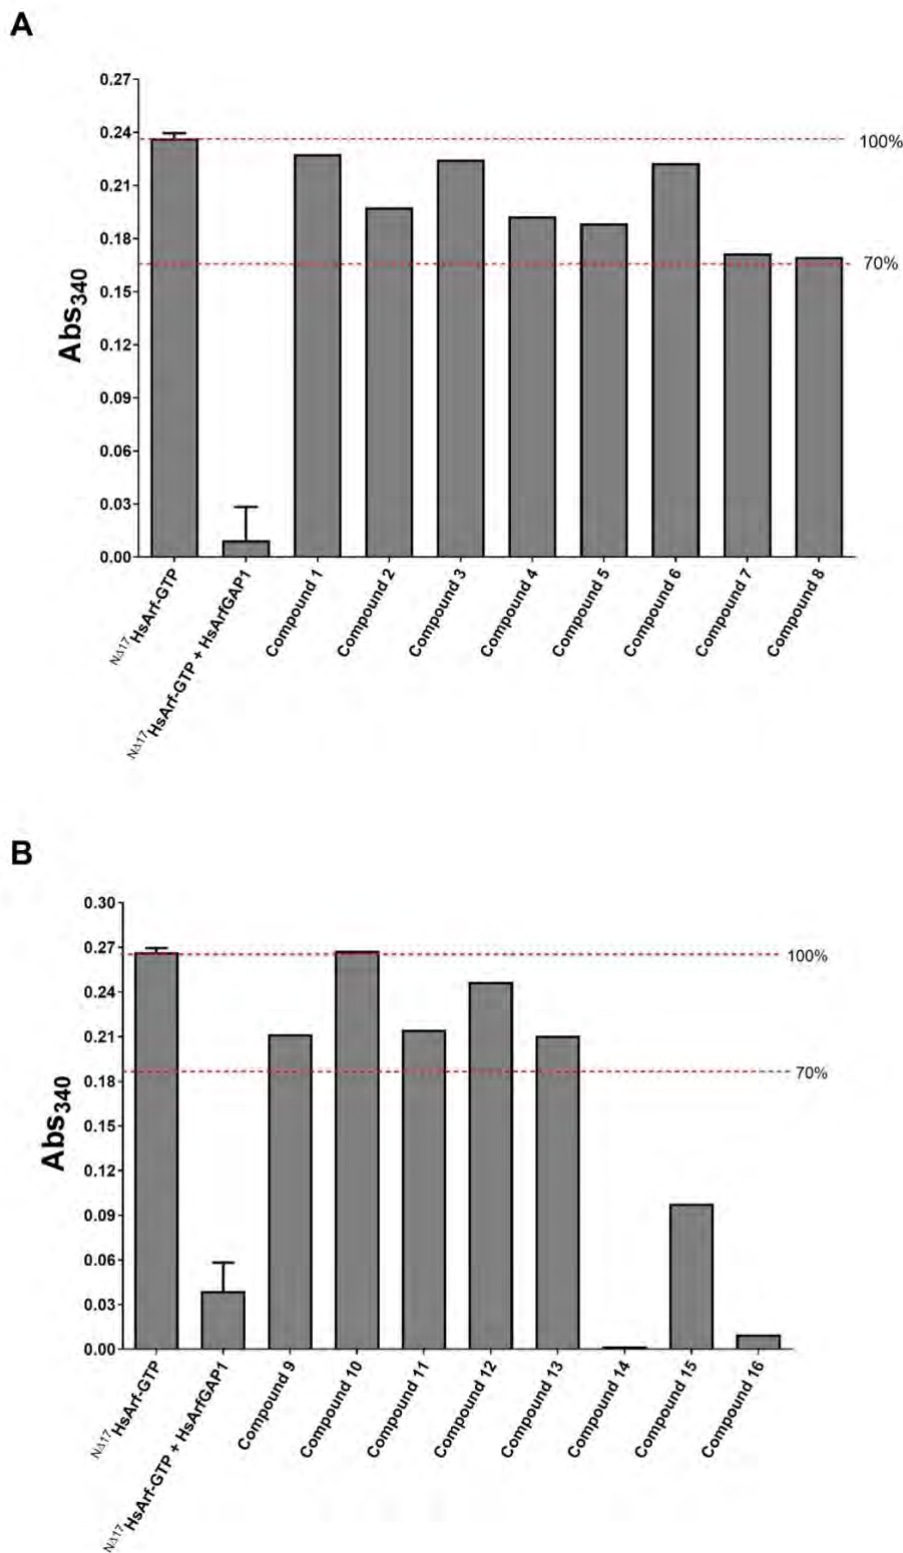 A
0.27
0.24
100%
0.21
0.18
70%
0.15
Abs340
0.12
0.09
0.06
0.03
0.00
NΔ17HsArf-GTP
NΔ17HsArf-GTP + HsArfGAP1
Compound 1
Compound 2
Compound 3
Compound 4
Compound 5
Compound 6
Compound 7
Compound 8
B
0.30
0.27
100%
0.24
0.21
70%
0.18
0.15
Abs340
0.12
0.09
0.06
0.03
0.00
NΔ17HsArf-GTP
NΔ17HsArf-GTP + HsArfGAP1
Compound 9
Compound 10
Compound 11
Compound 12
Compound 13
Compound 14
Compound 15
Compound 16